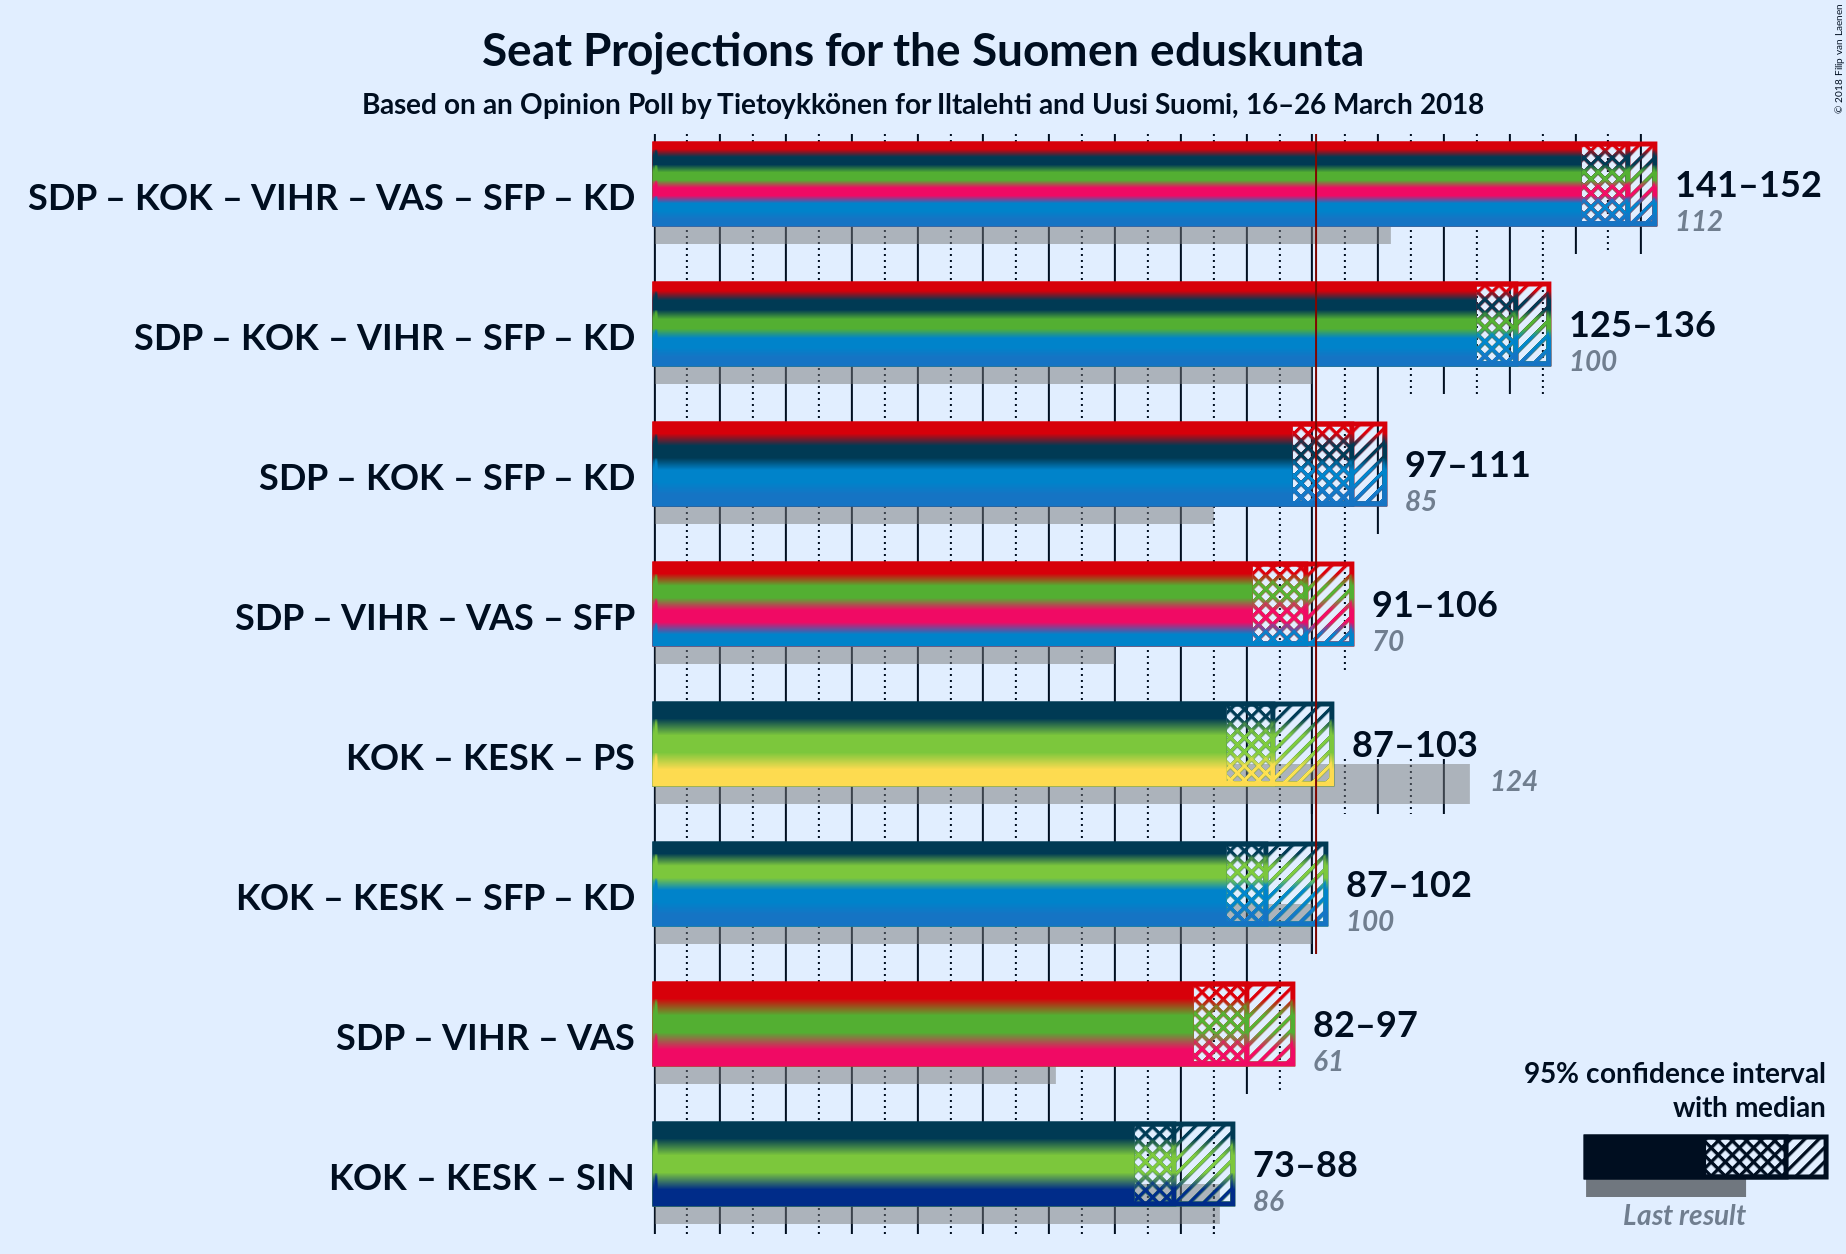 Seat Projections for the Suomen eduskunta
Based on an Opinion Poll by Tietoykkönen for Iltalehti and Uusi Suomi, 16–26 March 2018
© 2018 Filip van Laenen
SDP – KOK – VIHR – VAS – SFP – KD
141–152
112
SDP – KOK – VIHR – SFP – KD
125–136
100
SDP – KOK – SFP – KD
97–111
85
SDP – VIHR – VAS – SFP
91–106
70
KOK – KESK – PS
87–103
124
KOK – KESK – SFP – KD
87–102
100
SDP – VIHR – VAS
82–97
61
KOK – KESK – SIN
73–88
86
95% confidence interval
with median
Last result